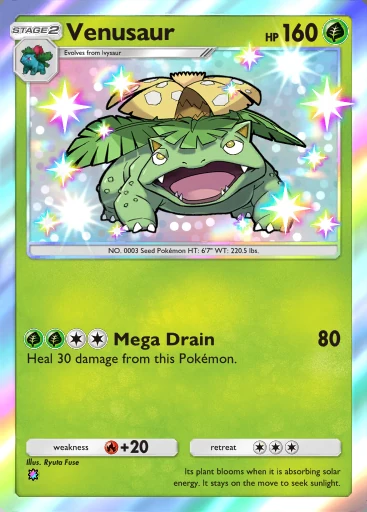 STAGE 2
Venusaur
HP 160
Evolves from Ivysaur
NO. 0003 Seed Pokémon HT: 6'7" WT: 220.5 lbs.
Mega Drain 80
Heal 30 damage from this Pokémon.
weakness +20 retreat
Illus. Ryuta Fuse
Its plant blooms when it is absorbing solar
energy. It stays on the move to seek sunlight.